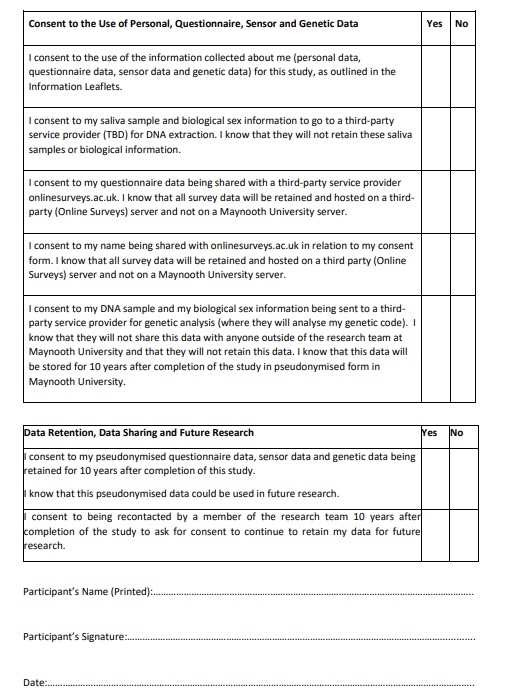 Consent to the Use of Personal, Questionnaire, Sensor and Genetic Data Yes No
I consent to the use of the information collected about me (personal data,
questionnaire data, sensor data and genetic data) for this study, as outlined in the
Information Leaflets.
I consent to my saliva sample and biological sex information to go to a third-party
service provider (TBD) for DNA extraction. I know that they will not retain these saliva
samples or biological information.
I consent to my questionnaire data being shared with a third-party service provider
onlinesurveys.ac.uk. I know that all survey data will be retained and hosted on a third-
party (Online Surveys) server and not on a Maynooth University server.
I consent to my name being shared with onlinesurveys.ac.uk in relation to my consent
form. I know that all survey data will be retained and hosted on a third party (Online
Surveys) server and not on a Maynooth University server.
I consent to my DNA sample and my biological sex information being sent to a third-
party service provider for genetic analysis (where they will analyse my genetic code). I
know that they will not share this data with anyone outside of the research team at
Maynooth University and that they will not retain this data. I know that this data will
be stored for 10 years after completion of the study in pseudonymised form in
Maynooth University.
Data Retention, Data Sharing and Future Research Yes No
I consent to my pseudonymised questionnaire data, sensor data and genetic data being
retained for 10 years after completion of this study.
I know that this pseudonymised data could be used in future research.
I consent to being recontacted by a member of the research team 10 years after
completion of the study to ask for consent to continue to retain my data for future
research.
Participant's Name (Printed):..........................................................................................
Participant's Signature:..........................................................................................
Date:..........................................................................................